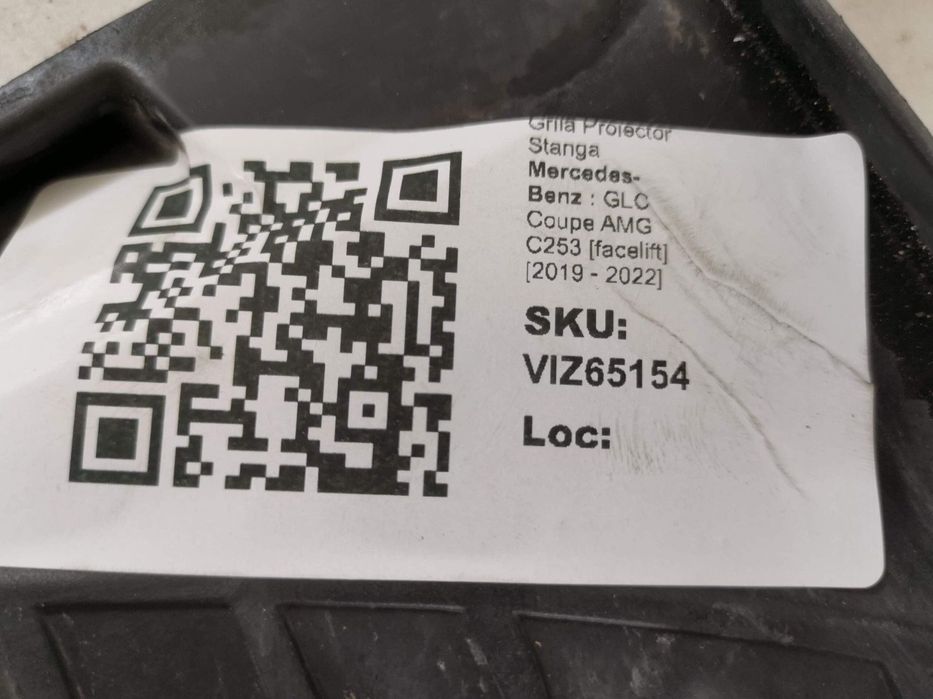 Grila Proiector
Stanga
Mercedes-
Benz : GLC
Coupe AMG
C253 [facelift]
[2019 - 2022]
SKU:
VIZ65154
Loc: